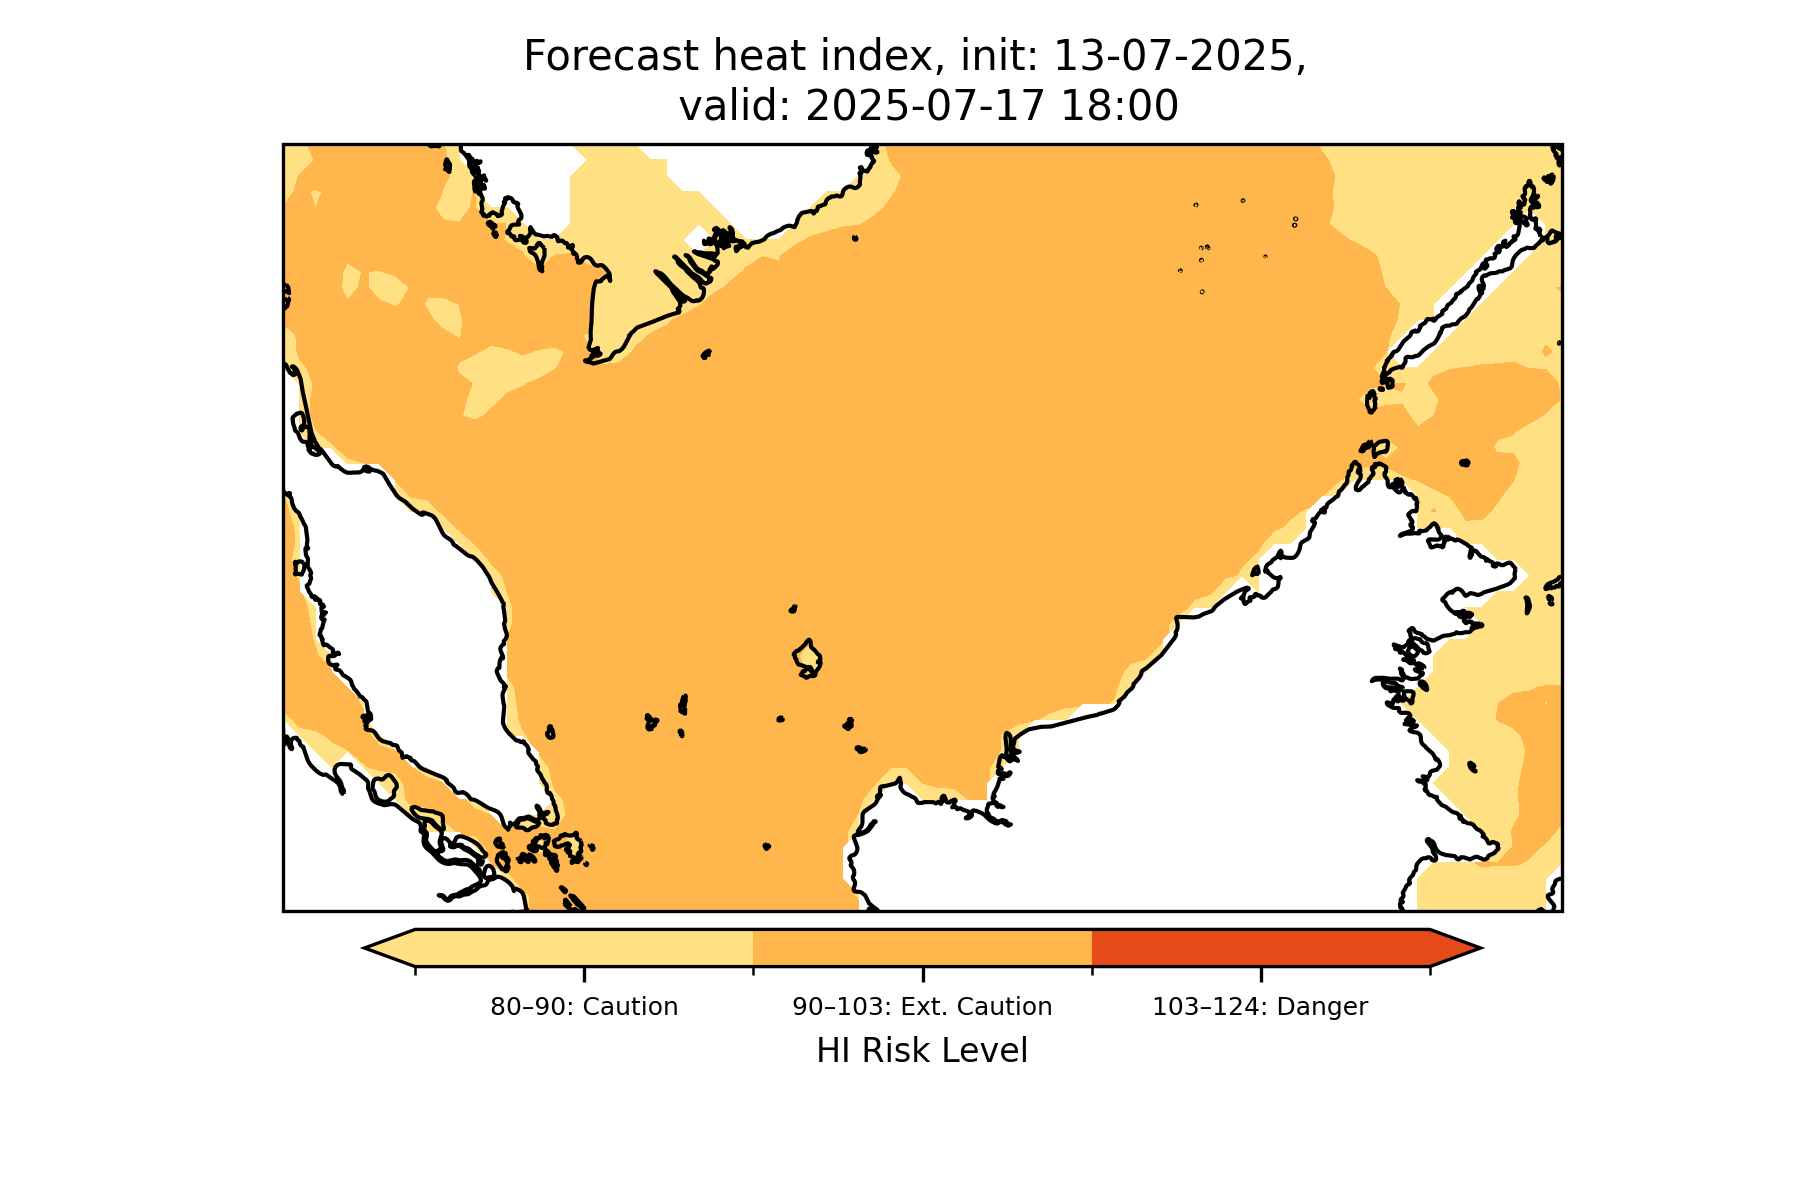 Forecast heat index, init: 13-07-2025,
valid: 2025-07-17 18:00
80–90: Caution
90–103: Ext. Caution
103–124: Danger
HI Risk Level